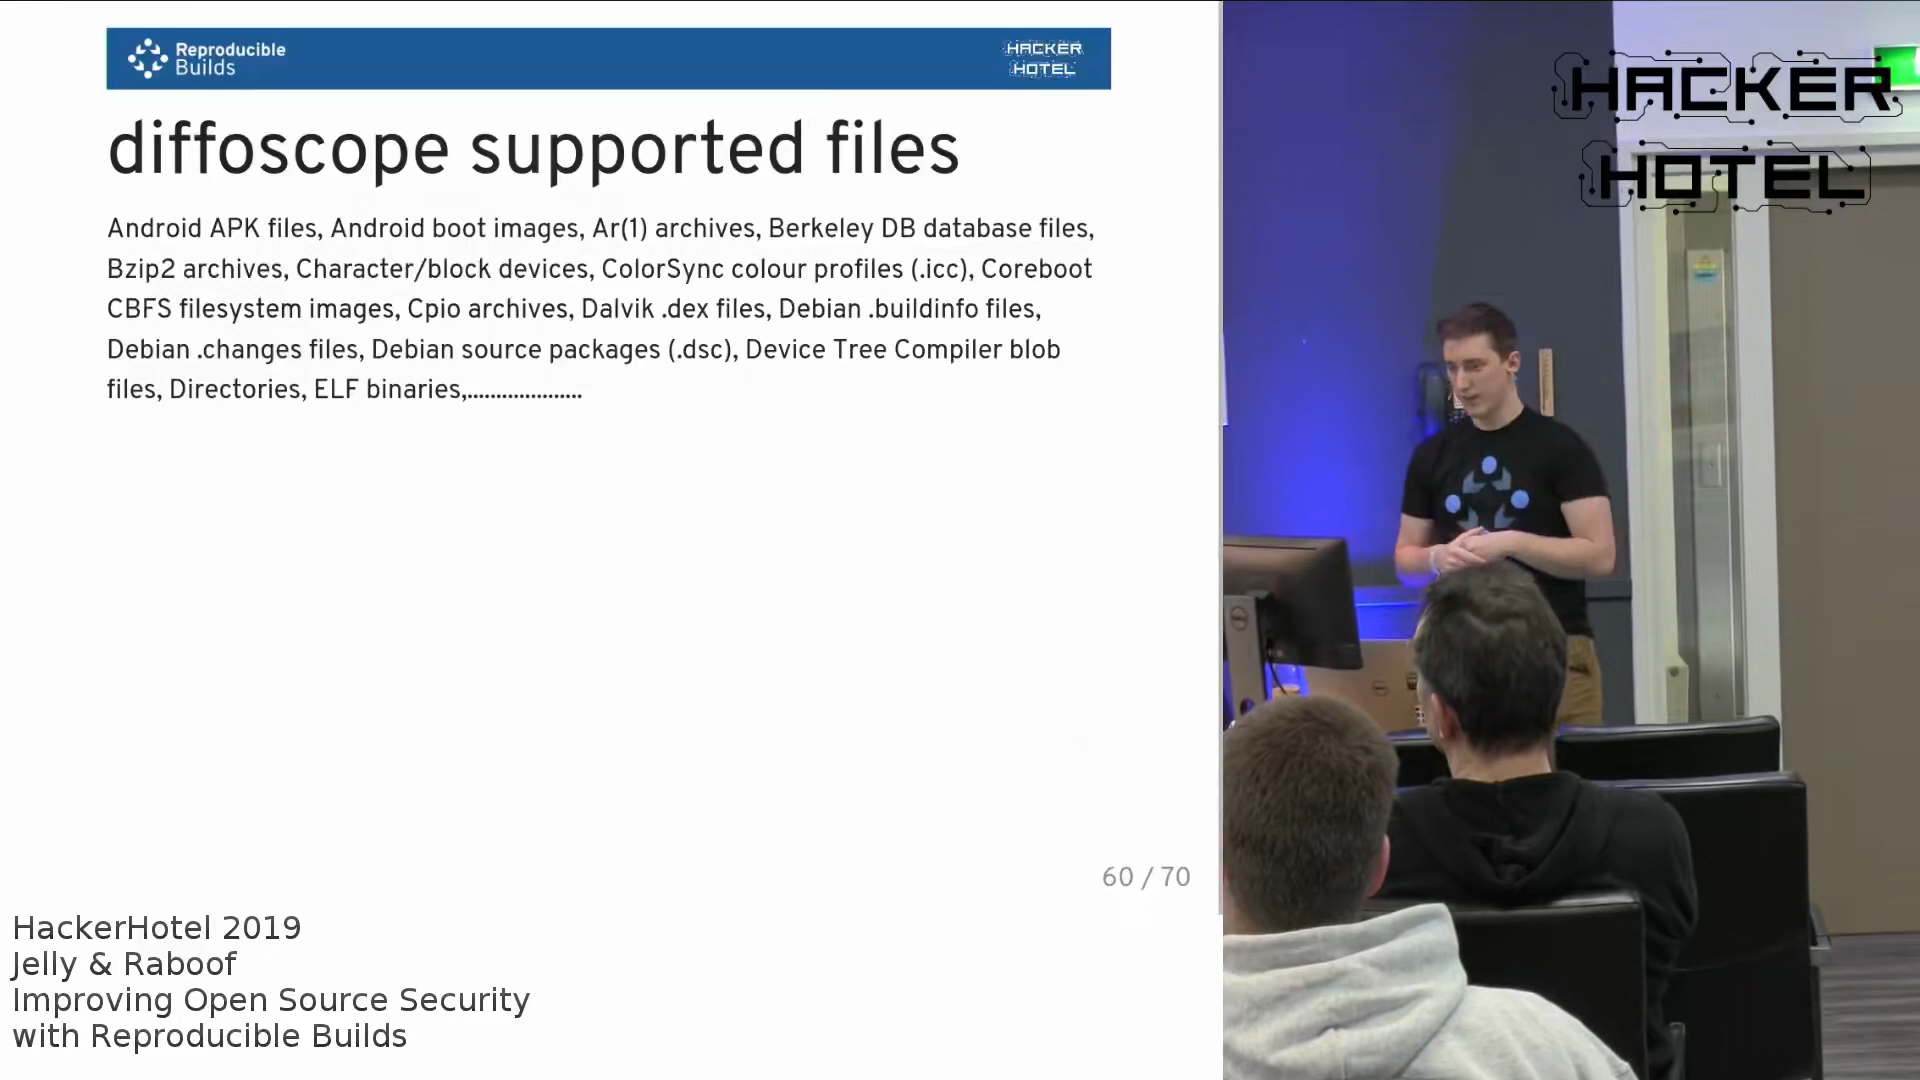 Reproducible
Builds
HACKER
HOTEL
diffoscope supported files
Android APK files, Android boot images, Ar(1) archives, Berkeley DB database files,
Bzip2 archives, Character/block devices, ColorSync colour profiles (.icc), Coreboot
CBFS filesystem images, Cpio archives, Dalvik .dex files, Debian .buildinfo files,
Debian .changes files, Debian source packages (.dsc), Device Tree Compiler blob
files, Directories, ELF binaries,....................
60 / 70
HackerHotel 2019
Jelly & Raboof
Improving Open Source Security
with Reproducible Builds
HACKER
HOTEL
DELL